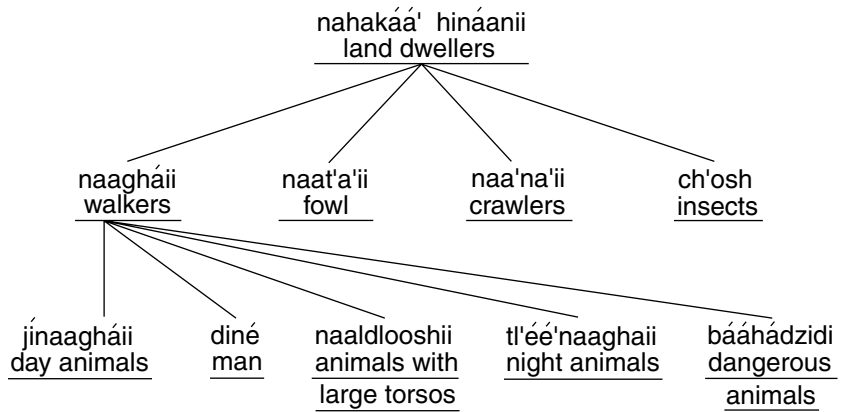 nahakáá' hináanii
land dwellers
naagháii
walkers
naat'a'ii
fowl
naa'na'ii
crawlers
ch'osh
insects
jínaagháii
day animals
diné
man
naaldlooshii
animals with
large torsos
tl'éé'naaghaii
night animals
bááhádzidi
dangerous
animals